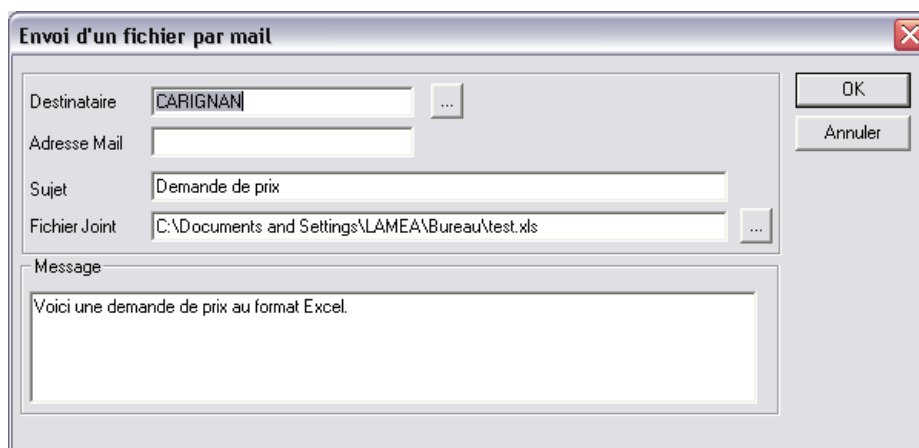 Envoi d'un fichier par mail
Destinataire CARIGNAN ...
OK
Adresse Mail
Annuler
Sujet Demande de prix
Fichier Joint C:\Documents and Settings\LAMEA\Bureau\test.xls ...
Message
Voici une demande de prix au format Excel.